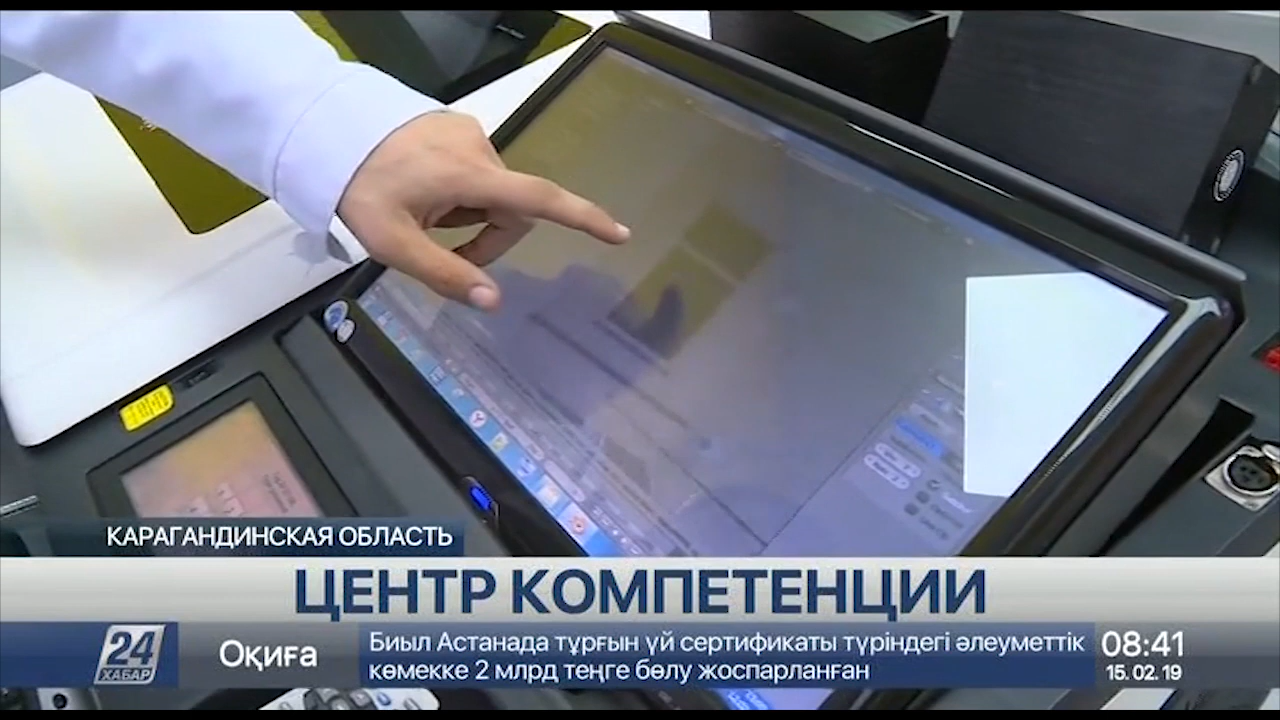 КАРАГАНДИНСКАЯ ОБЛАСТЬ
ЦЕНТР КОМПЕТЕНЦИИ
24
ХАБАР
Оқиға
Биыл Астанада тұрғын үй сертификаты түріндегі әлеуметтік
көмекке 2 млрд теңге бөлу жоспарланған
08:41
15. 02. 19